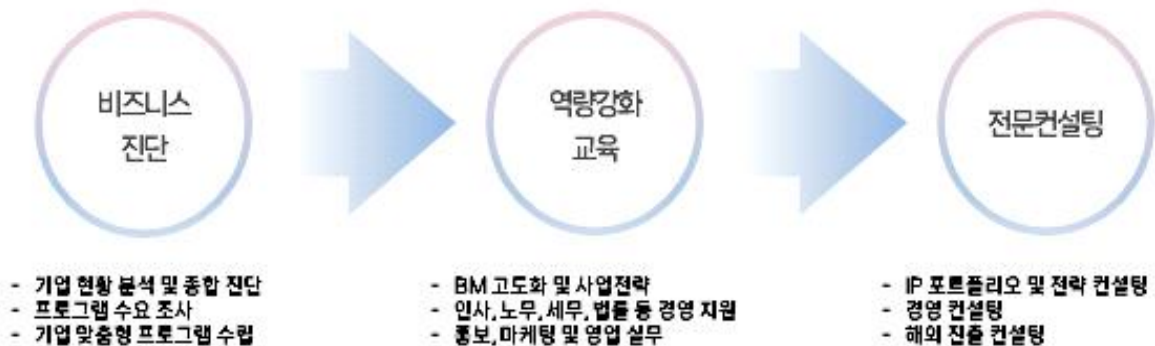 비즈니스
진단
역량강화
교육
전문컨설팅
- 기업 현황 분석 및 종합 진단
- 프로그램 수요 조사
- 기업 맞춤형 프로그램 수립
- BM 고도화 및 사업전략
- 인사, 노무, 세무, 법률 등 경영 지원
- 홍보, 마케팅 및 영업 실무
- IP 포트폴리오 및 전략 컨설팅
- 경영 컨설팅
- 해외 진출 컨설팅